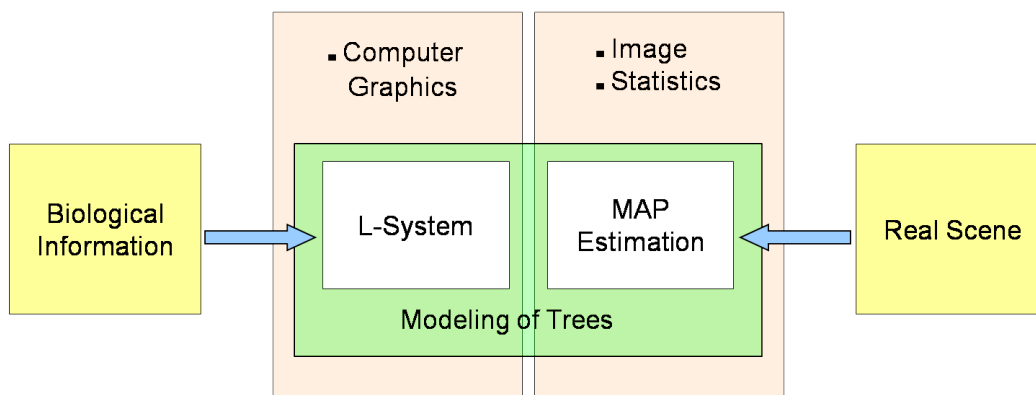 ▪ Computer
Graphics
▪ Image
▪ Statistics
Biological
Information
L-System
MAP
Estimation
Real Scene
Modeling of Trees